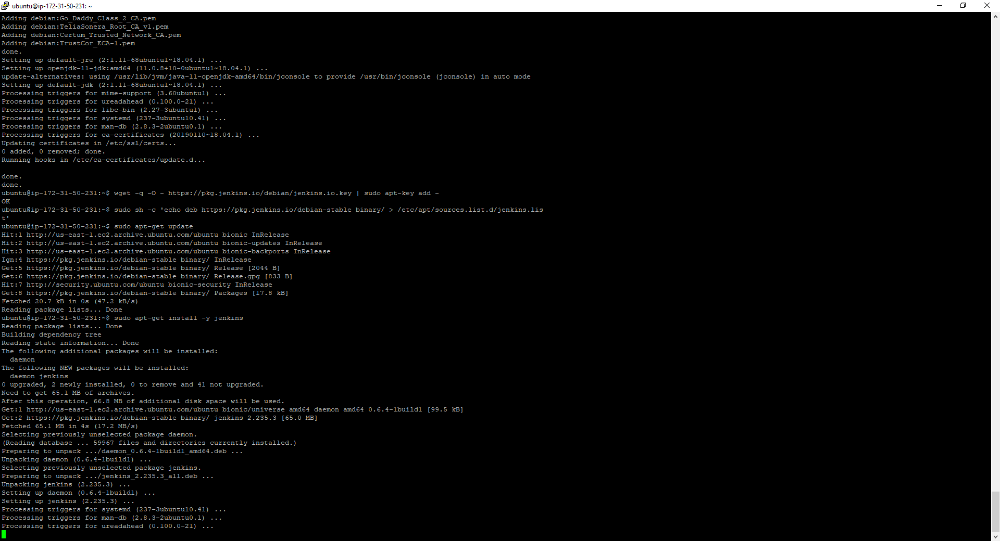 ubuntu@ip-172-31-50-231: ~
Adding debian:Go_Daddy_Class_2_CA.pem
Adding debian:TeliaSonera_Root_CA_v1.pem
Adding debian:Certum_Trusted_Network_CA.pem
Adding debian:TrustCor_ECA-1.pem
done.
Setting up default-jre (2:1.11-68ubuntu1~18.04.1) ...
Setting up openjdk-11-jdk:amd64 (11.0.8+10-0ubuntu1~18.04.1) ...
update-alternatives: using /usr/lib/jvm/java-11-openjdk-amd64/bin/jconsole to provide /usr/bin/jconsole (jconsole) in auto mode
Setting up default-jdk (2:1.11-68ubuntu1~18.04.1) ...
Processing triggers for mime-support (3.60ubuntu1) ...
Processing triggers for ureadahead (0.100.0-21) ...
Processing triggers for libc-bin (2.27-3ubuntu1) ...
Processing triggers for systemd (237-3ubuntu10.41) ...
Processing triggers for man-db (2.8.3-2ubuntu0.1) ...
Processing triggers for ca-certificates (20190110~18.04.1) ...
Updating certificates in /etc/ssl/certs...
0 added, 0 removed; done.
Running hooks in /etc/ca-certificates/update.d...
done.
done.
ubuntu@ip-172-31-50-231:~$ wget -q -O - https://pkg.jenkins.io/debian/jenkins.io.key | sudo apt-key add -
OK
ubuntu@ip-172-31-50-231:~$ sudo sh -c 'echo deb https://pkg.jenkins.io/debian-stable binary/ > /etc/apt/sources.list.d/jenkins.lis
t'
ubuntu@ip-172-31-50-231:~$ sudo apt-get update
Hit:1 http://us-east-1.ec2.archive.ubuntu.com/ubuntu bionic InRelease
Hit:2 http://us-east-1.ec2.archive.ubuntu.com/ubuntu bionic-updates InRelease
Hit:3 http://us-east-1.ec2.archive.ubuntu.com/ubuntu bionic-backports InRelease
Ign:4 https://pkg.jenkins.io/debian-stable binary/ InRelease
Get:5 https://pkg.jenkins.io/debian-stable binary/ Release [2044 B]
Get:6 https://pkg.jenkins.io/debian-stable binary/ Release.gpg [833 B]
Hit:7 http://security.ubuntu.com/ubuntu bionic-security InRelease
Get:8 https://pkg.jenkins.io/debian-stable binary/ Packages [17.8 kB]
Fetched 20.7 kB in 0s (47.2 kB/s)
Reading package lists... Done
ubuntu@ip-172-31-50-231:~$ sudo apt-get install -y jenkins
Reading package lists... Done
Building dependency tree
Reading state information... Done
The following additional packages will be installed:
  daemon
The following NEW packages will be installed:
  daemon jenkins
0 upgraded, 2 newly installed, 0 to remove and 41 not upgraded.
Need to get 65.1 MB of archives.
After this operation, 66.8 MB of additional disk space will be used.
Get:1 http://us-east-1.ec2.archive.ubuntu.com/ubuntu bionic/universe amd64 daemon amd64 0.6.4-1build1 [99.5 kB]
Get:2 https://pkg.jenkins.io/debian-stable binary/ jenkins 2.235.3 [65.0 MB]
Fetched 65.1 MB in 4s (17.2 MB/s)
Selecting previously unselected package daemon.
(Reading database ... 59967 files and directories currently installed.)
Preparing to unpack .../daemon_0.6.4-1build1_amd64.deb ...
Unpacking daemon (0.6.4-1build1) ...
Selecting previously unselected package jenkins.
Preparing to unpack .../jenkins_2.235.3_all.deb ...
Unpacking jenkins (2.235.3) ...
Setting up daemon (0.6.4-1build1) ...
Setting up jenkins (2.235.3) ...
Processing triggers for systemd (237-3ubuntu10.41) ...
Processing triggers for man-db (2.8.3-2ubuntu0.1) ...
Processing triggers for ureadahead (0.100.0-21) ...